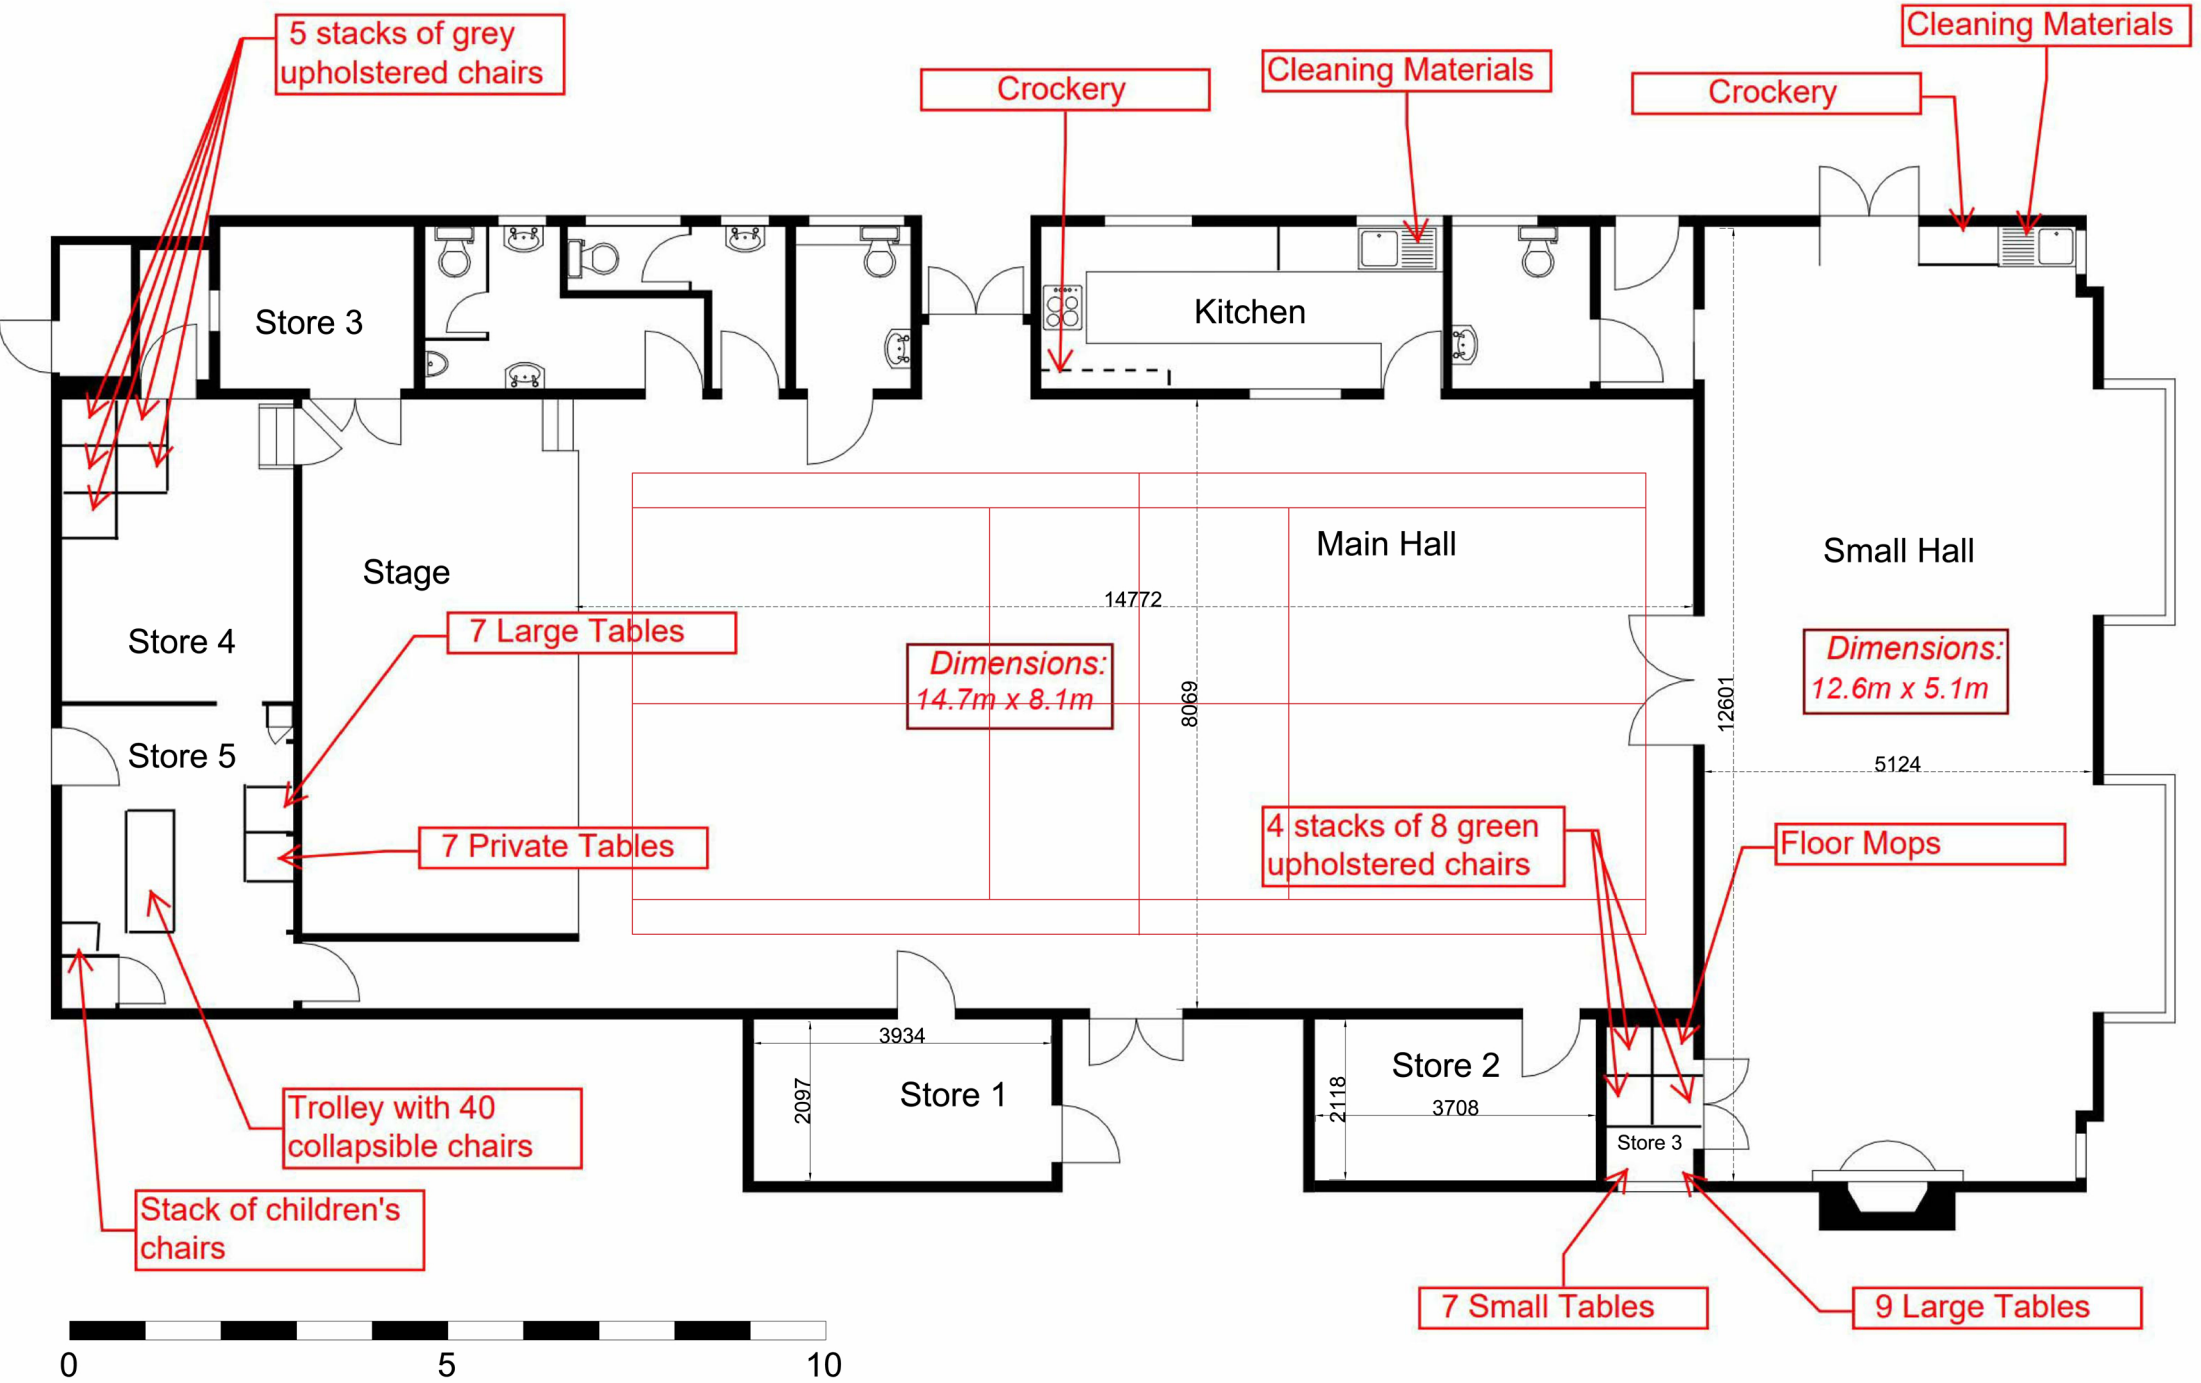 5 stacks of grey
upholstered chairs
Crockery
Cleaning Materials
Crockery
Cleaning Materials
Store 3
Kitchen
Stage
Main Hall
Small Hall
14772
7 Large Tables
Store 4
Dimensions:
14.7m x 8.1m
8069
Dimensions:
12.6m x 5.1m
12601
Store 5
5124
7 Private Tables
4 stacks of 8 green
upholstered chairs
Floor Mops
3934
2097
Store 1
Store 2
2118
3708
Store 3
Trolley with 40
collapsible chairs
Stack of children's
chairs
7 Small Tables
9 Large Tables
0 5 10